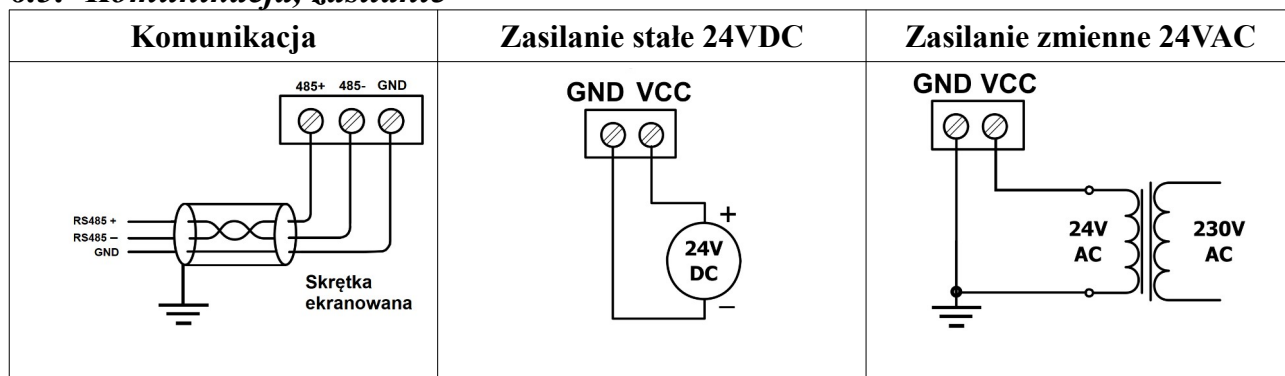 Komunikacja
Zasilanie stałe 24VDC
Zasilanie zmienne 24VAC
485+ 485- GND
RS485 +
RS485 –
GND
Skrętka
ekranowana
GND VCC
+
24V
DC
–
GND VCC
24V
AC
230V
AC